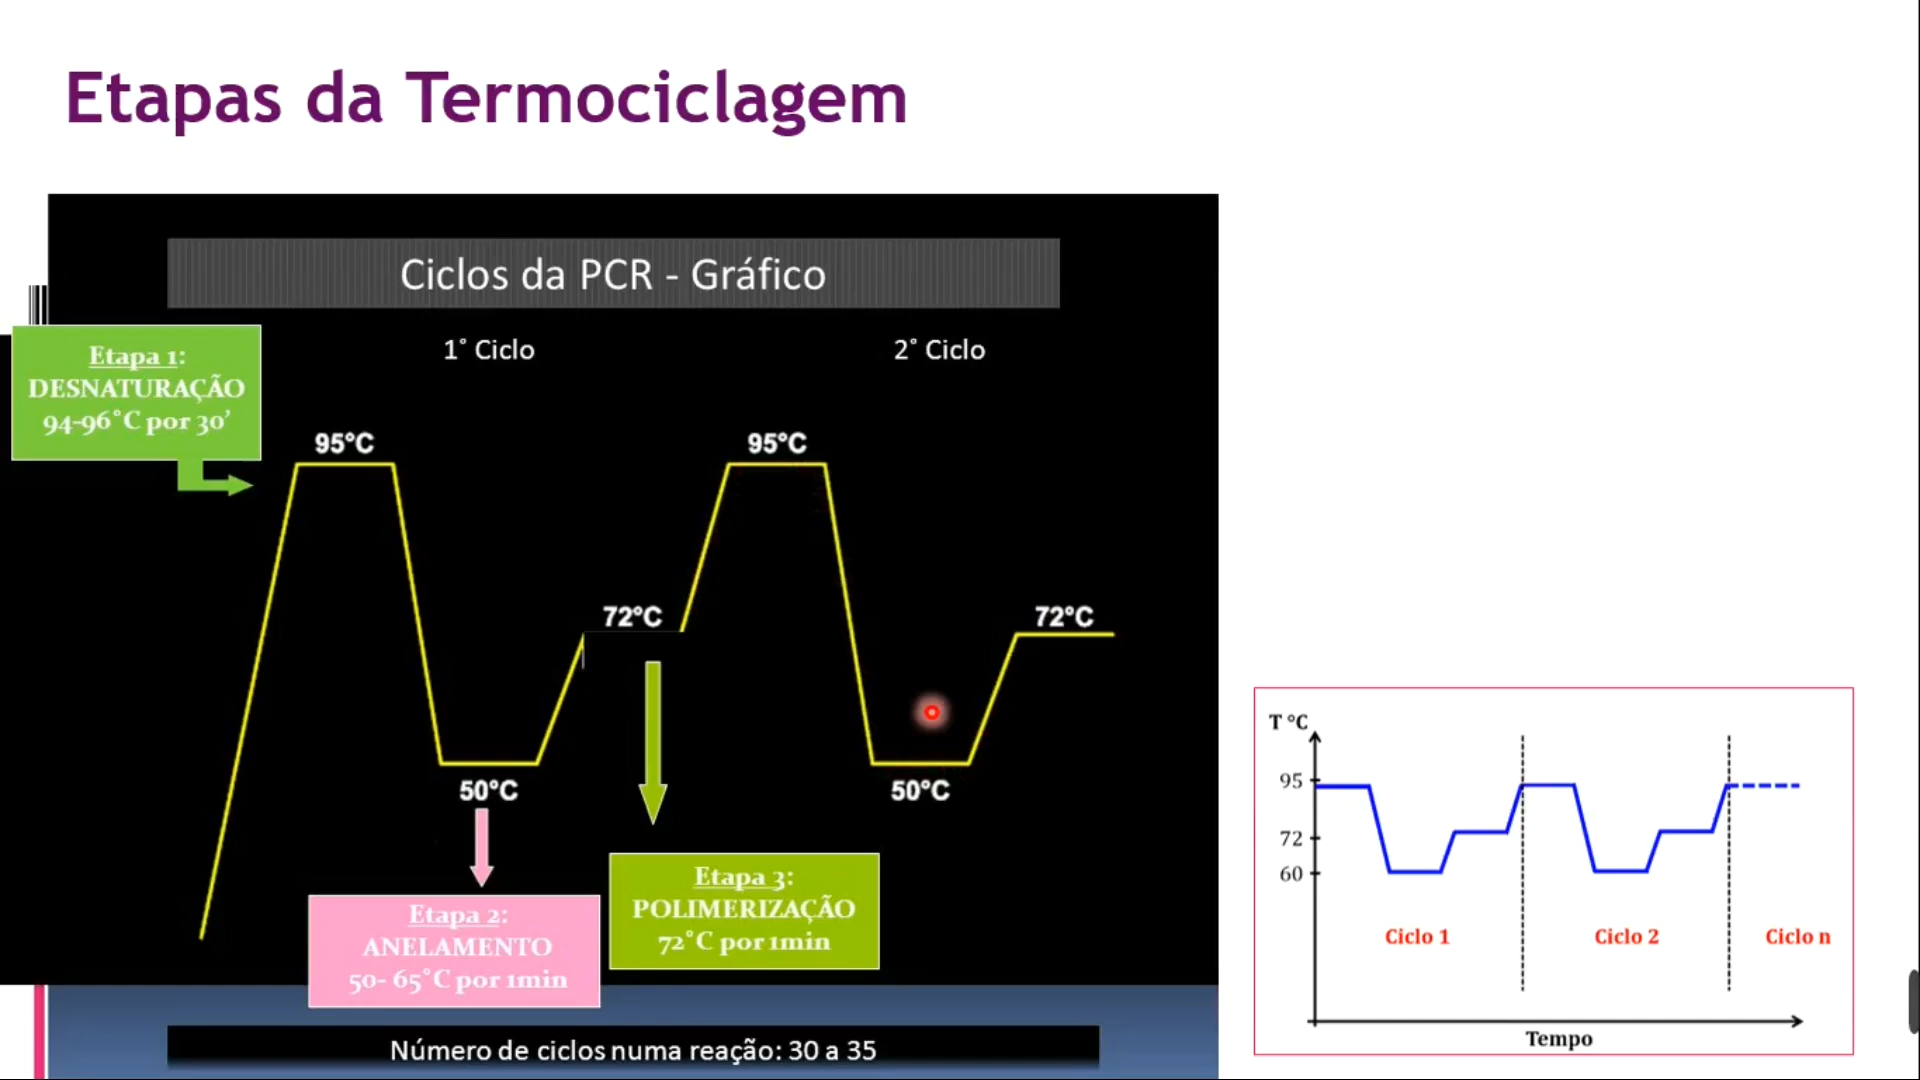 Etapas da Termociclagem
Ciclos da PCR - Gráfico
1° Ciclo
2° Ciclo
Etapa 1:
DESNATURAÇÃO
94-96°C por 30’
95°C
95°C
72°C
72°C
50°C
50°C
Etapa 2:
ANELAMENTO
50- 65°C por 1min
Etapa 3:
POLIMERIZAÇÃO
72°C por 1min
Número de ciclos numa reação: 30 a 35
T °C
95
72
60
Ciclo 1
Ciclo 2
Ciclo n
Tempo